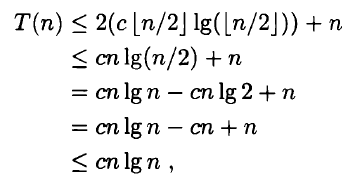 T(n) ≤ 2(c ⌊n/2⌋ lg(⌊n/2⌋)) + n
≤ cn lg(n/2) + n
= cn lg n − cn lg 2 + n
= cn lg n − cn + n
≤ cn lg n ,